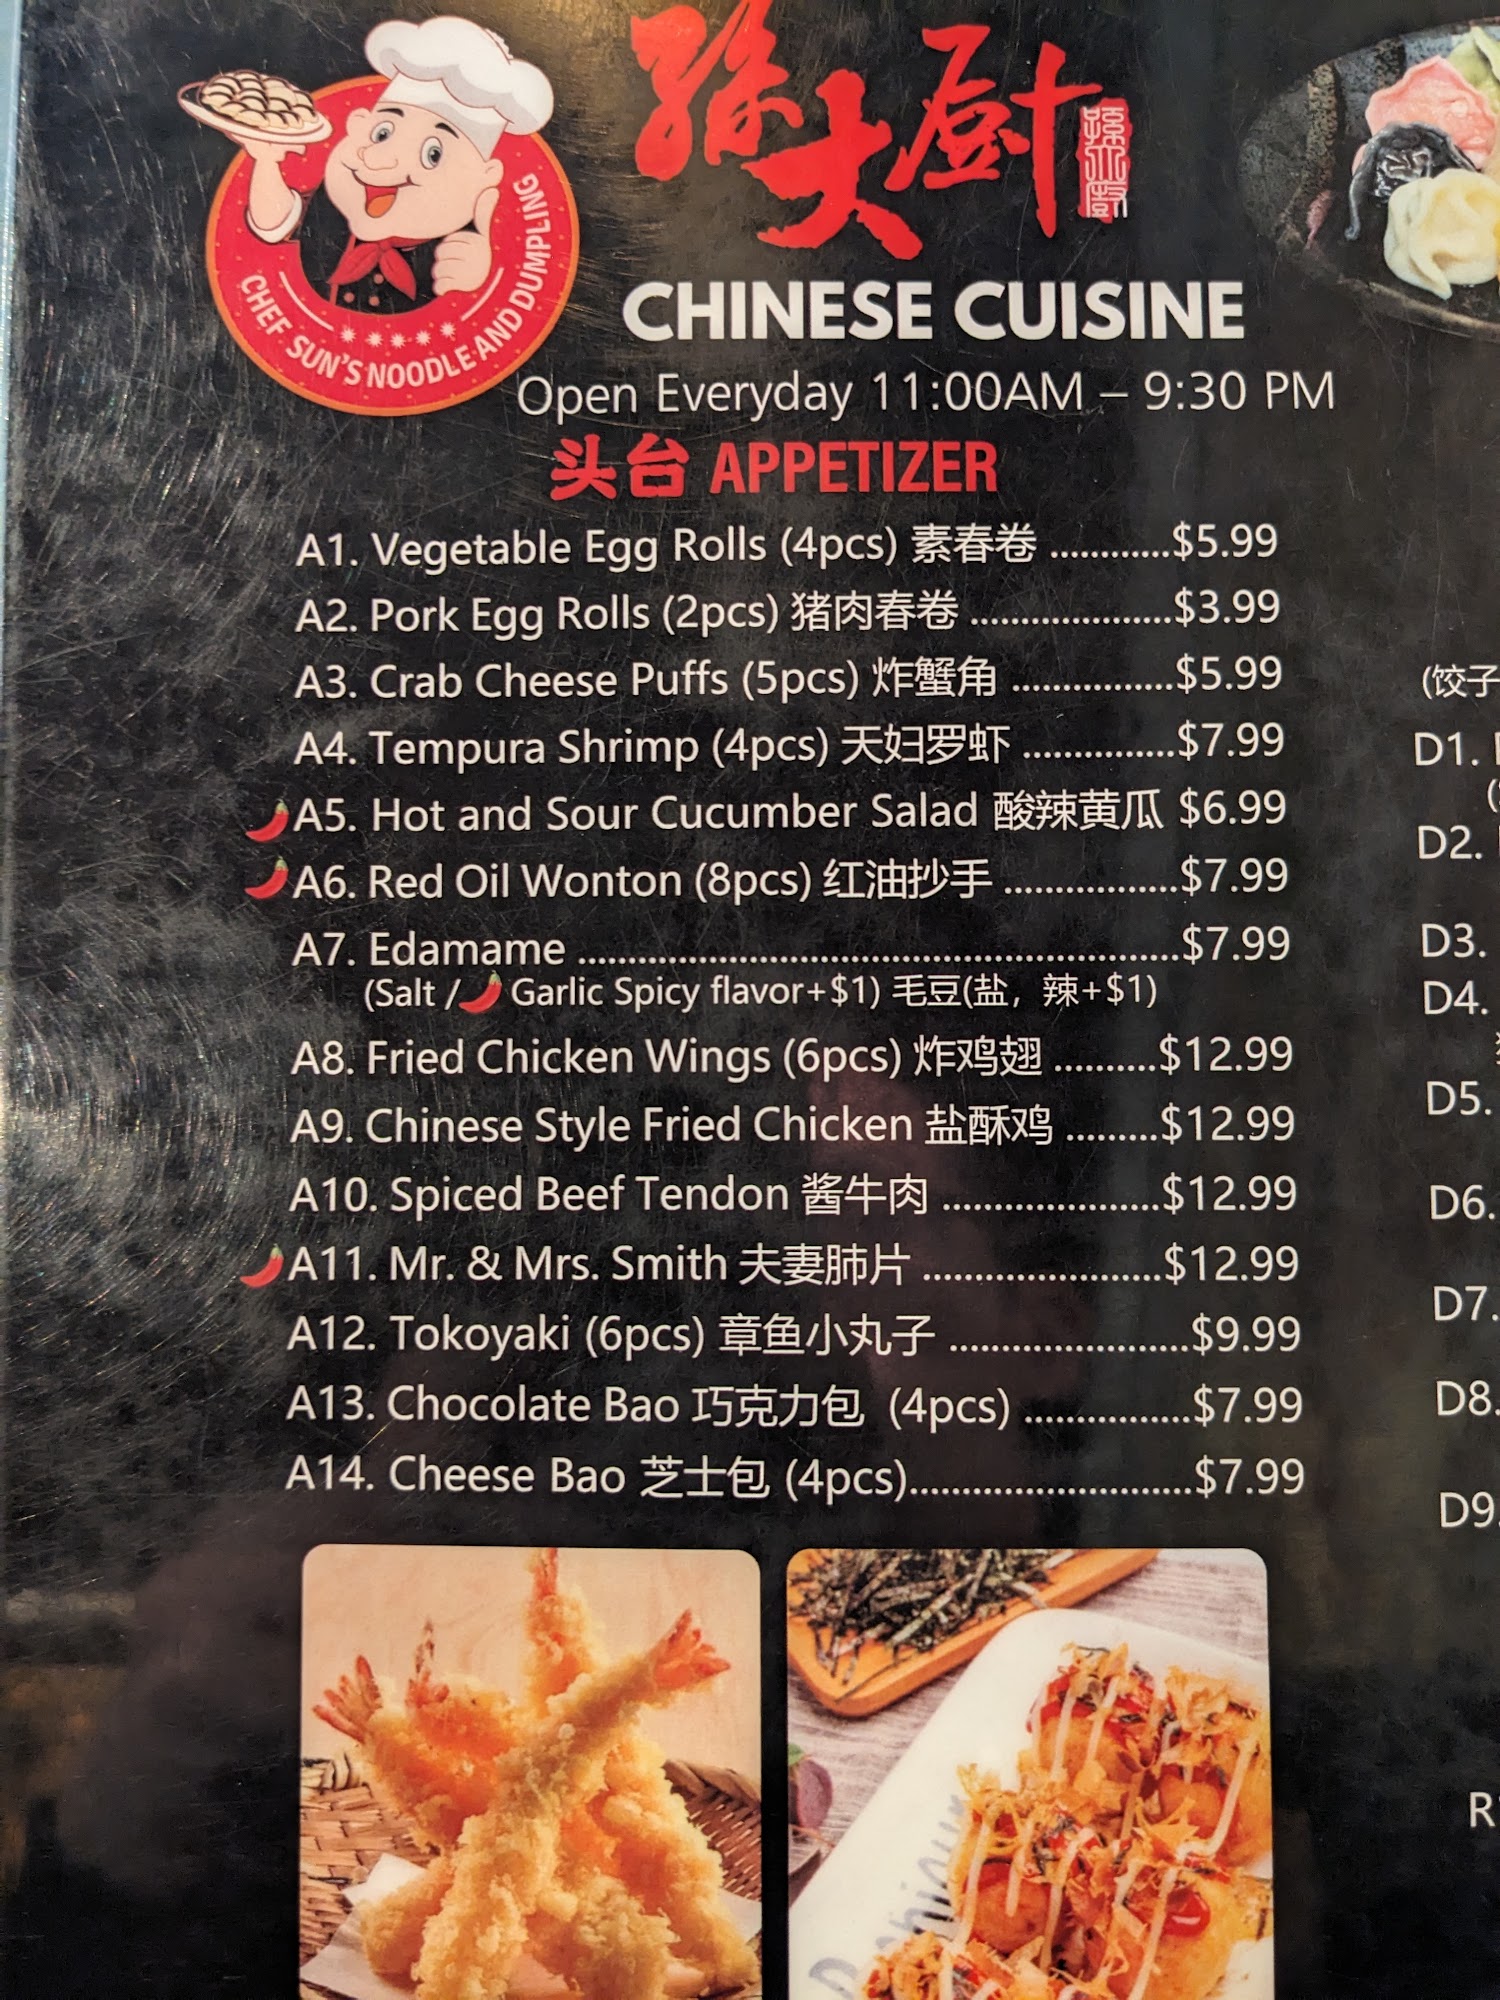 孫大厨
孫大廚
CHEF SUN'S NOODLE AND DUMPLING
CHINESE CUISINE
Open Everyday 11:00AM – 9:30 PM
头台 APPETIZER
A1. Vegetable Egg Rolls (4pcs) 素春卷 ............$5.99
A2. Pork Egg Rolls (2pcs) 猪肉春卷 ....................$3.99
A3. Crab Cheese Puffs (5pcs) 炸蟹角 ................$5.99
A4. Tempura Shrimp (4pcs) 天妇罗虾 ...............$7.99
A5. Hot and Sour Cucumber Salad 酸辣黄瓜 $6.99
A6. Red Oil Wonton (8pcs) 红油抄手 .................$7.99
A7. Edamame ............................................................$7.99
(Salt / Garlic Spicy flavor+$1) 毛豆(盐，辣+$1)
A8. Fried Chicken Wings (6pcs) 炸鸡翅 ..........$12.99
A9. Chinese Style Fried Chicken 盐酥鸡 .........$12.99
A10. Spiced Beef Tendon 酱牛肉 .....................$12.99
A11. Mr. & Mrs. Smith 夫妻肺片 .......................$12.99
A12. Tokoyaki (6pcs) 章鱼小丸子 .......................$9.99
A13. Chocolate Bao 巧克力包 (4pcs) ................$7.99
A14. Cheese Bao 芝士包 (4pcs)...........................$7.99
(饺子
D1.
D2.
D3.
D4.
D5.
D6.
D7.
D8.
D9.